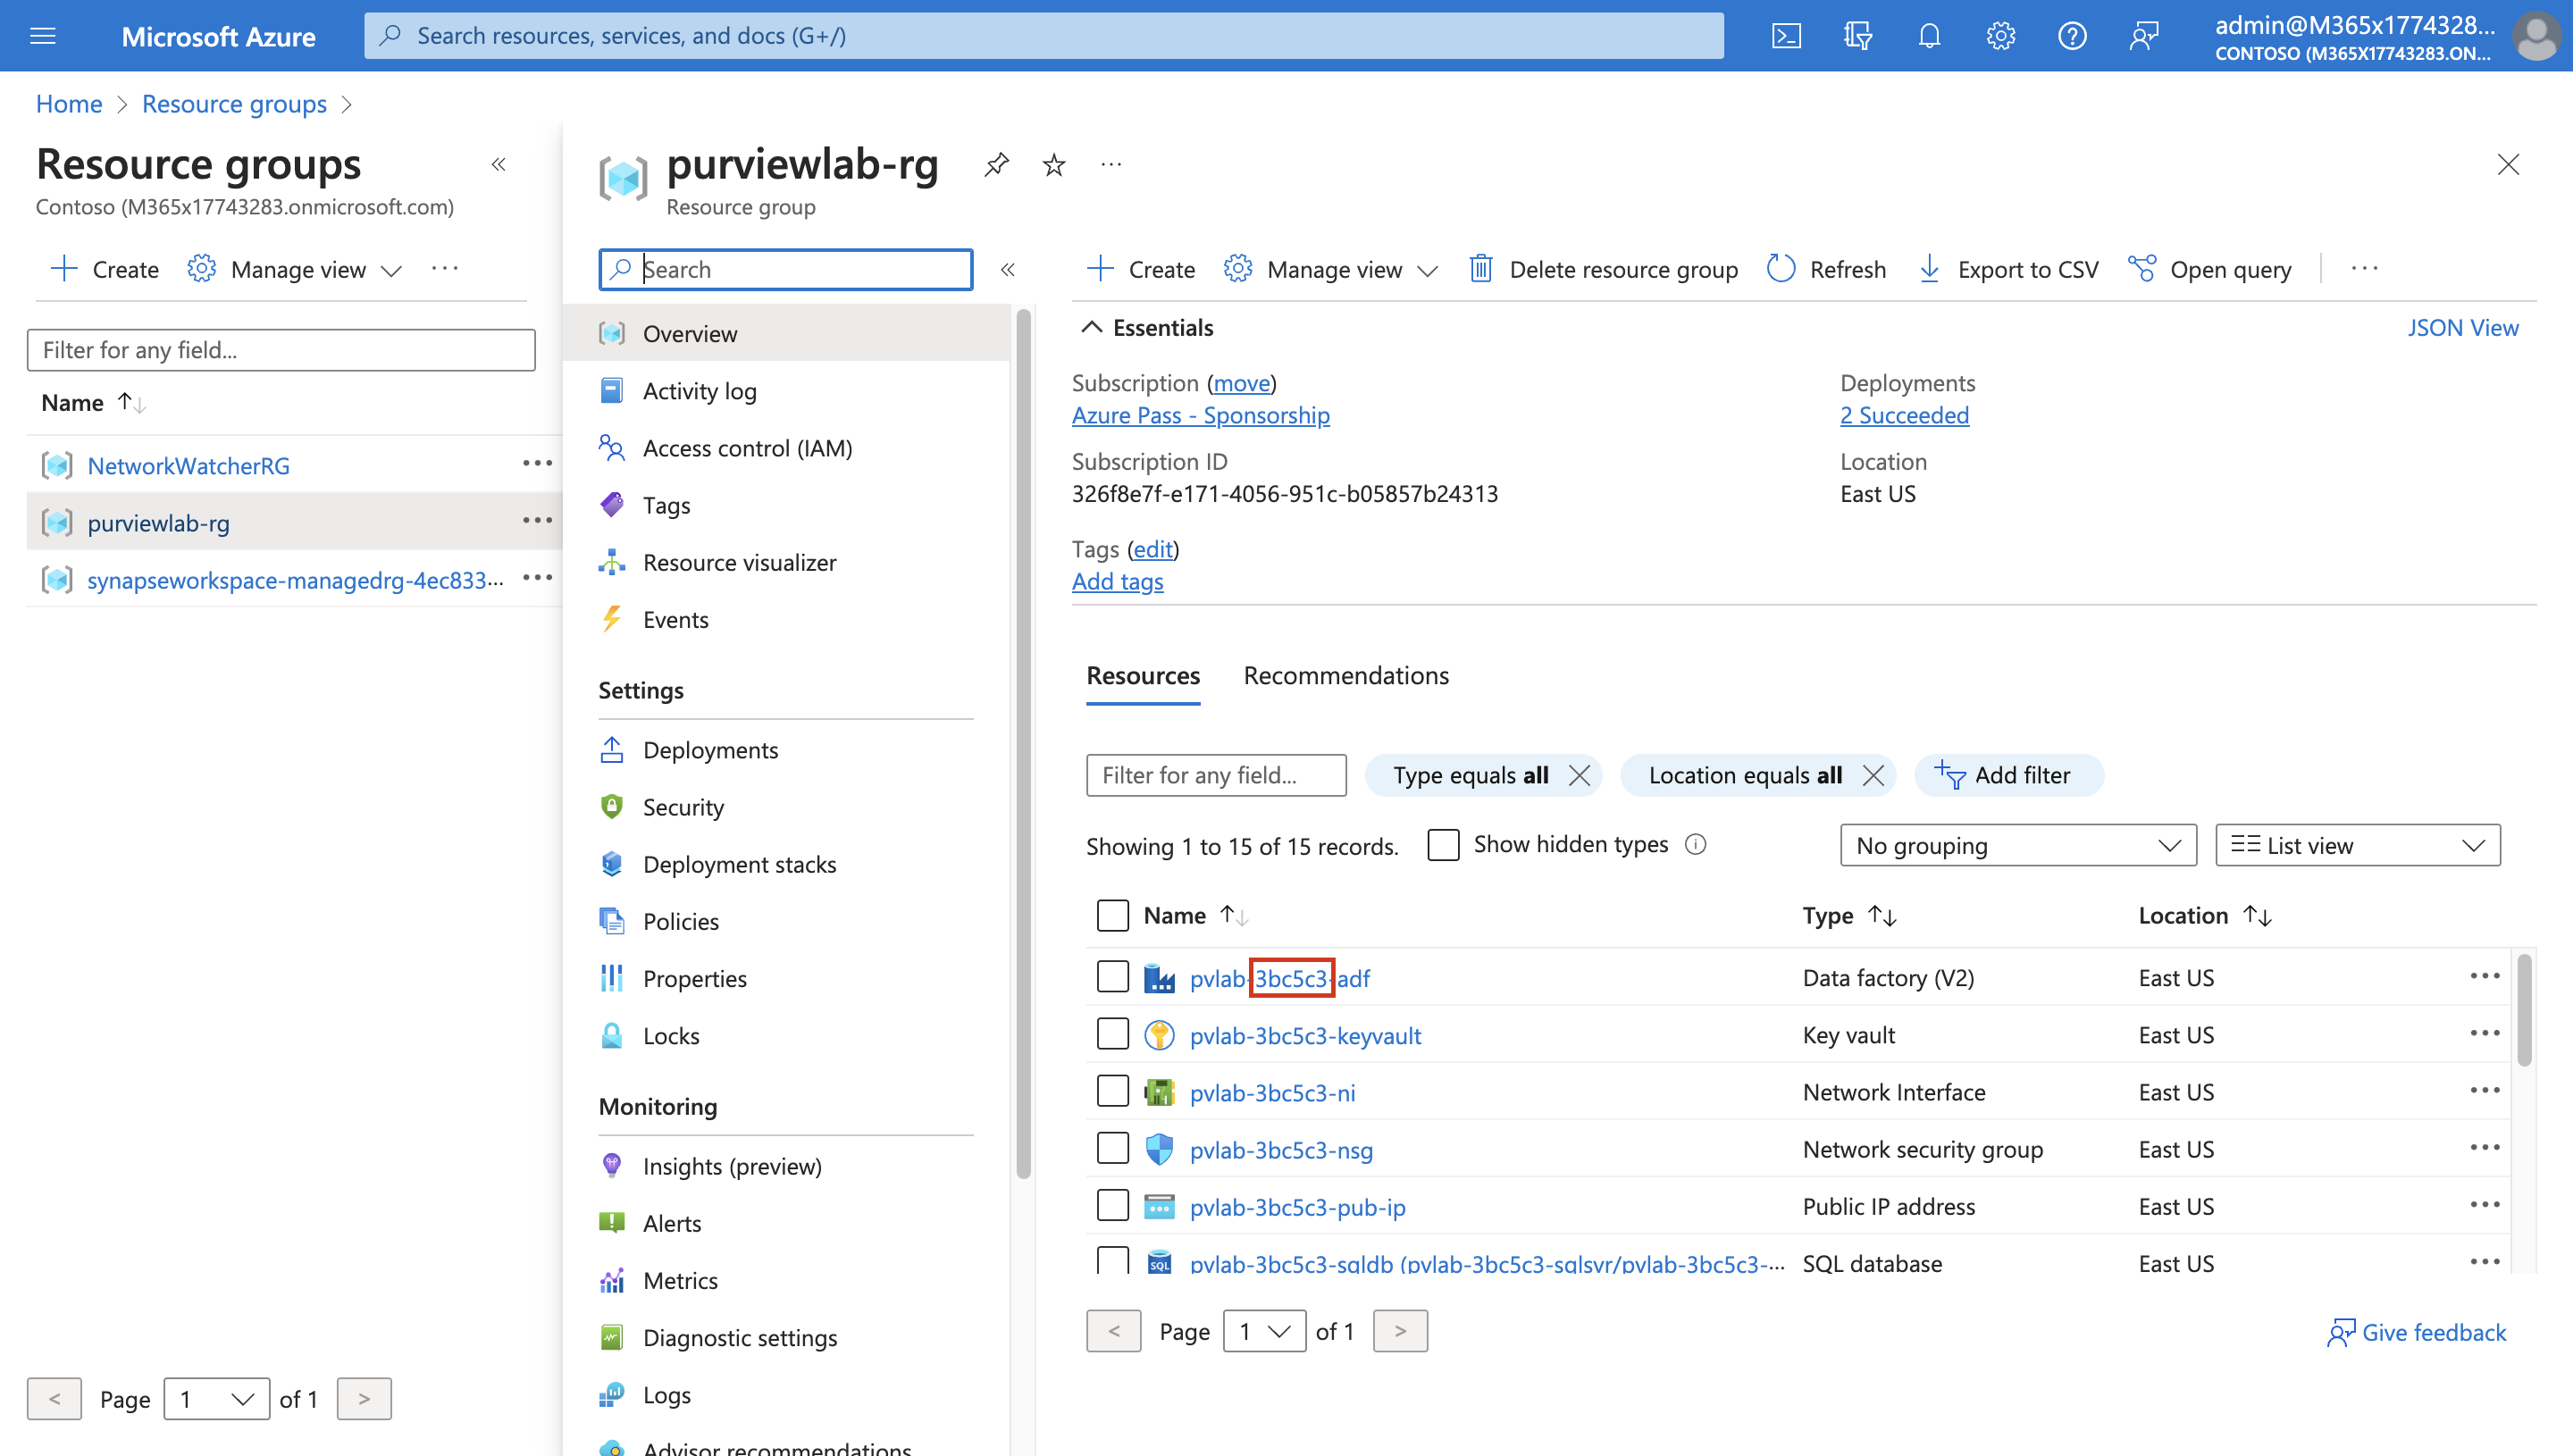 Microsoft Azure
Search resources, services, and docs (G+/)
admin@M365x1774328...
CONTOSO (M365X17743283.ON...
Home > Resource groups >
Resource groups
Contoso (M365x17743283.onmicrosoft.com)
Create Manage view ...
Filter for any field...
Name
NetworkWatcherRG ...
purviewlab-rg ...
synapseworkspace-managedrg-4ec833... ...
< Page 1 of 1 >
purviewlab-rg ...
Resource group
Search
Overview
Activity log
Access control (IAM)
Tags
Resource visualizer
Events
Settings
Deployments
Security
Deployment stacks
Policies
Properties
Locks
Monitoring
Insights (preview)
Alerts
Metrics
Diagnostic settings
Logs
Advisor recommendations
Create Manage view Delete resource group Refresh Export to CSV Open query ...
Essentials JSON View
Subscription (move)
Azure Pass - Sponsorship
Subscription ID
326f8e7f-e171-4056-951c-b05857b24313
Deployments
2 Succeeded
Location
East US
Tags (edit)
Add tags
Resources Recommendations
Filter for any field... Type equals all Location equals all Add filter
Showing 1 to 15 of 15 records. Show hidden types No grouping List view
Name Type Location
pvlab-3bc5c3-adf Data factory (V2) East US ...
pvlab-3bc5c3-keyvault Key vault East US ...
pvlab-3bc5c3-ni Network Interface East US ...
pvlab-3bc5c3-nsg Network security group East US ...
pvlab-3bc5c3-pub-ip Public IP address East US ...
SQL pvlab-3bc5c3-sqldb (pvlab-3bc5c3-sqlsvr/pvlab-3bc5c3-... SQL database East US ...
< Page 1 of 1 >
Give feedback